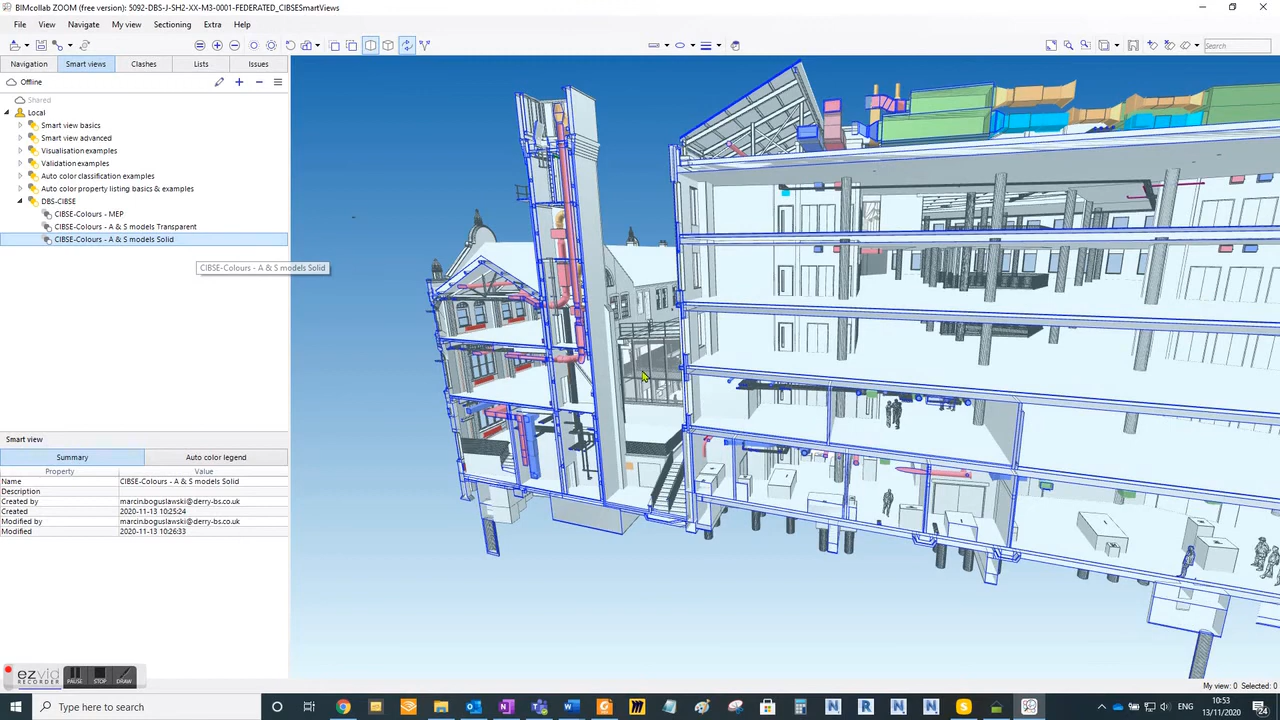 BIMcollab ZOOM (free version): 5092-DBS-J-SH2-XX-M3-0001-FEDERATED_CIBSESmartViews
File View Navigate My view Sectioning Extra Help
Search
Navigation Smart views Clashes Lists Issues
Offline
Shared
Local
Smart view basics
Smart view advanced
Visualisation examples
Validation examples
Auto color classification examples
Auto color property listing basics & examples
DBS-CIBSE
CIBSE-Colours - MEP
CIBSE-Colours - A & S models Transparent
CIBSE-Colours - A & S models Solid
CIBSE-Colours - A & S models Solid
Smart view
Summary Auto color legend
Property Value
Name CIBSE-Colours - A & S models Solid
Description
Created by marcin.boguslawski@derry-bs.co.uk
Created 2020-11-13 10:25:24
Modified by marcin.boguslawski@derry-bs.co.uk
Modified 2020-11-13 10:26:33
ezvid
RECORDER
PAUSE STOP DRAW
My view: 0 Selected: 0
Type here to search
ENG
10:53
13/11/2020
24